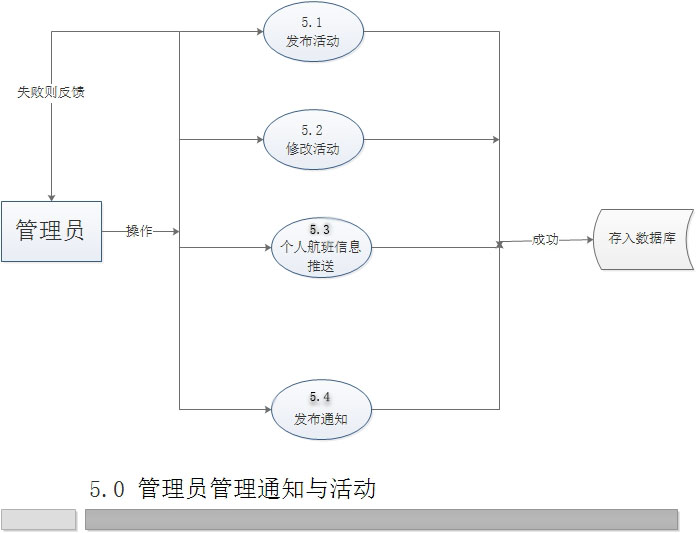 5.1
发布活动
失败则反馈
5.2
修改活动
管理员
操作
5.3
个人航班信息
推送
成功
存入数据库
5.4
发布通知
5.0 管理员管理通知与活动